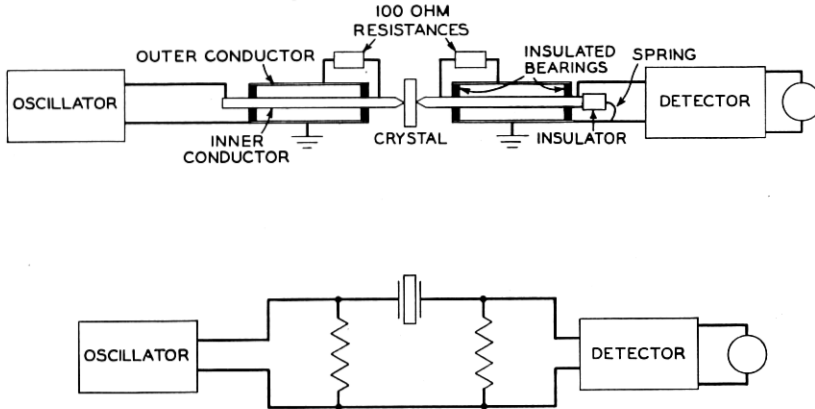 100 OHM
RESISTANCES
OUTER CONDUCTOR
INSULATED
BEARINGS
SPRING
OSCILLATOR
DETECTOR
INNER
CONDUCTOR
CRYSTAL
INSULATOR
OSCILLATOR
DETECTOR